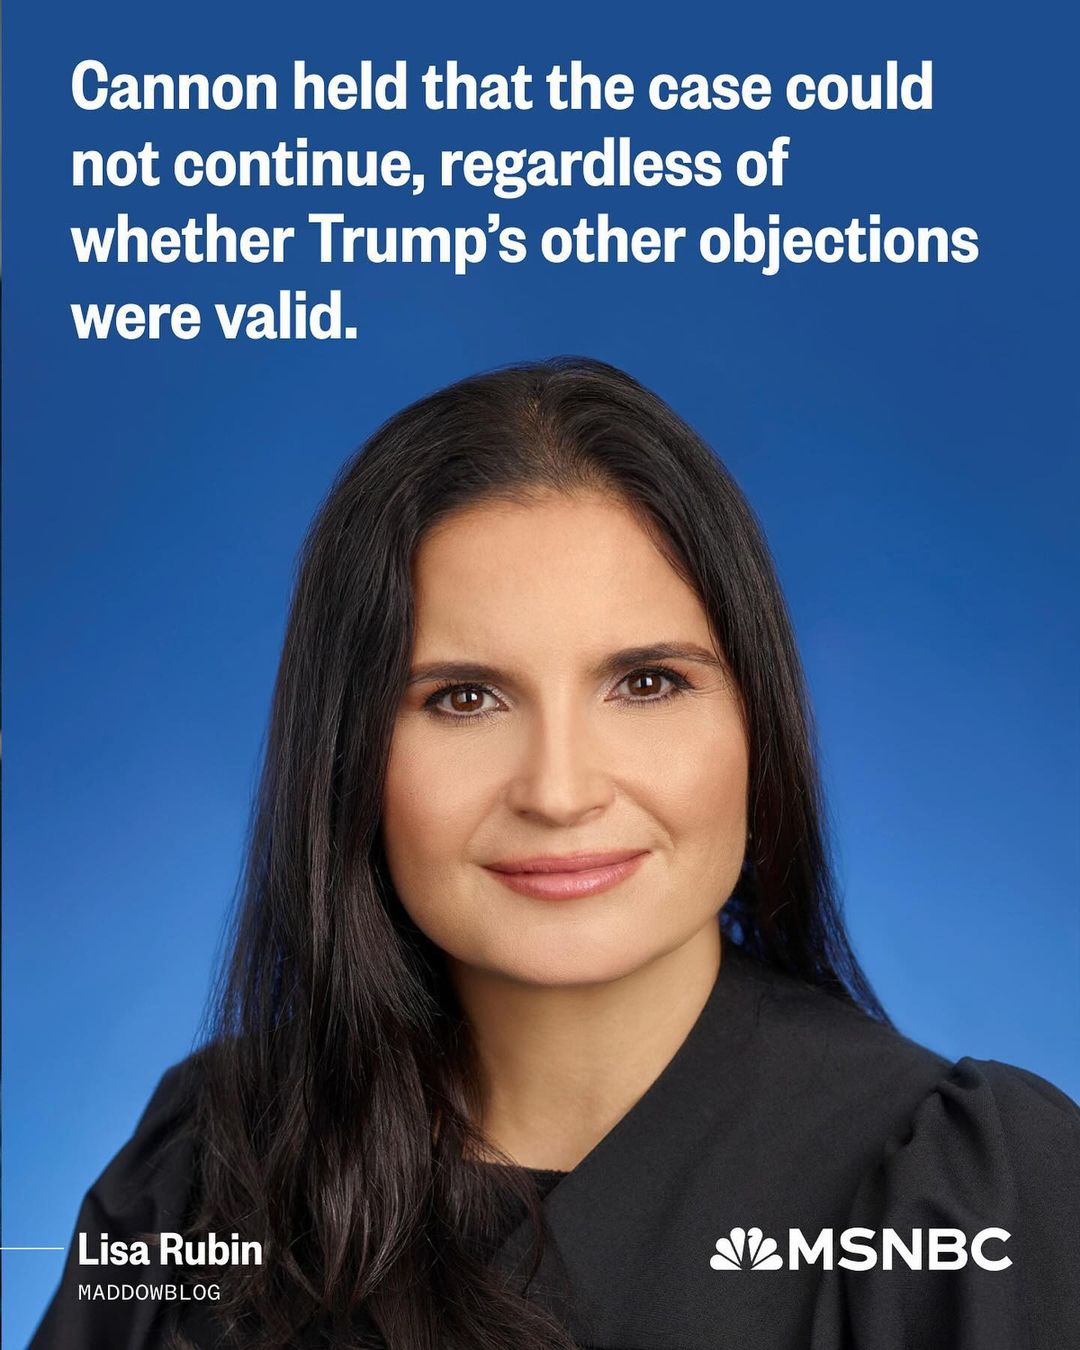 Cannon held that the case could
not continue, regardless of
whether Trump’s other objections
were valid.
Lisa Rubin
MADDOWBLOG
MSNBC